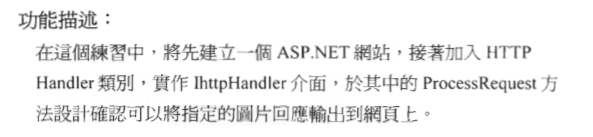 功能描述：
在這個練習中，將先建立一個 ASP.NET 網站，接著加入 HTTP
Handler 類別，實作 IhttpHandler 介面，於其中的 ProcessRequest 方
法設計確認可以將指定的圖片回應輸出到網頁上。